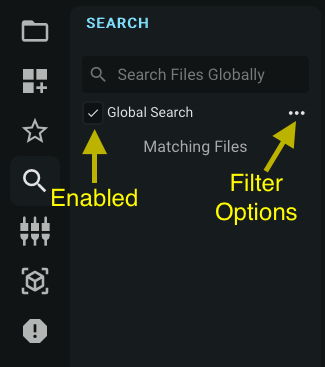 SEARCH
Search Files Globally
Global Search
Matching Files
Enabled
Filter
Options